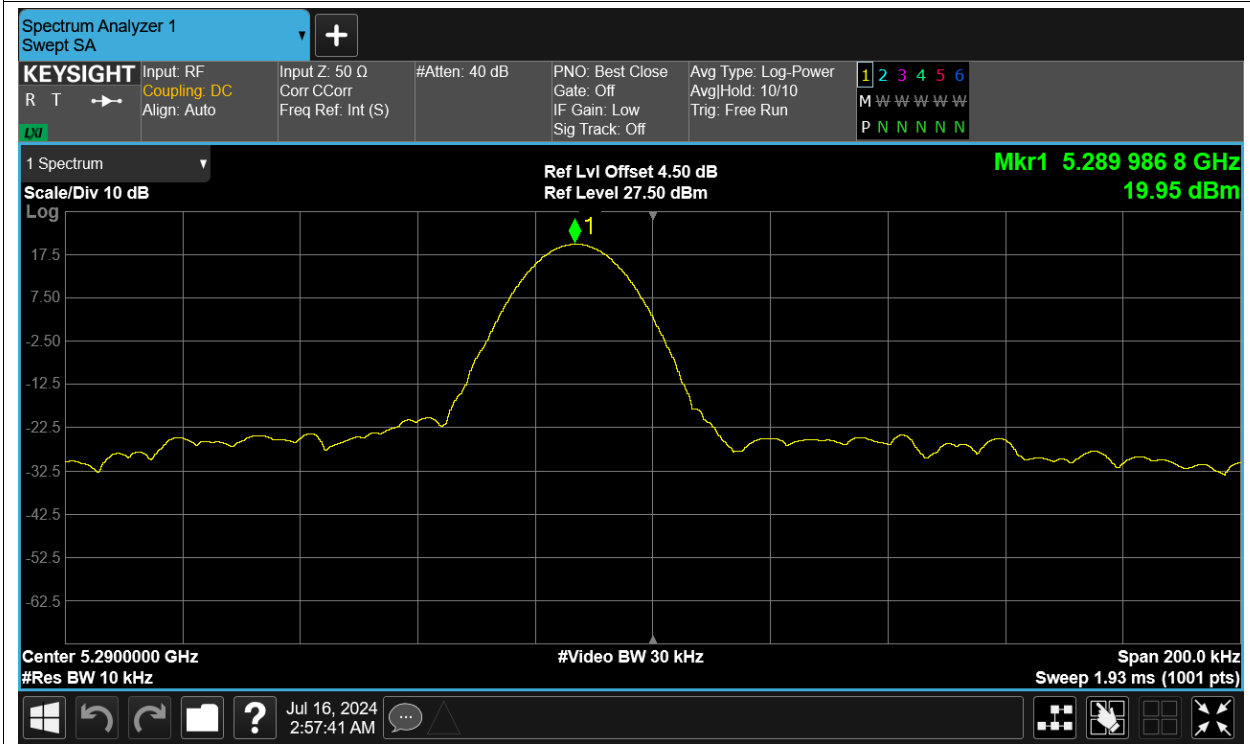 Spectrum Analyzer 1
Swept SA
+
KEYSIGHT
R T
LXI
Input: RF
Coupling: DC
Align: Auto
Input Z: 50 Ω
Corr CCorr
Freq Ref: Int (S)
#Atten: 40 dB
PNO: Best Close
Gate: Off
IF Gain: Low
Sig Track: Off
Avg Type: Log-Power
Avg|Hold: 10/10
Trig: Free Run
1 2 3 4 5 6
M W W W W W
P N N N N N
1 Spectrum
Scale/Div 10 dB
Log
Ref Lvl Offset 4.50 dB
Ref Level 27.50 dBm
Mkr1 5.289 986 8 GHz
19.95 dBm
1
17.5
7.50
-2.50
-12.5
-22.5
-32.5
-42.5
-52.5
-62.5
Center 5.2900000 GHz
#Res BW 10 kHz
#Video BW 30 kHz
Span 200.0 kHz
Sweep 1.93 ms (1001 pts)
?
Jul 16, 2024
2:57:41 AM